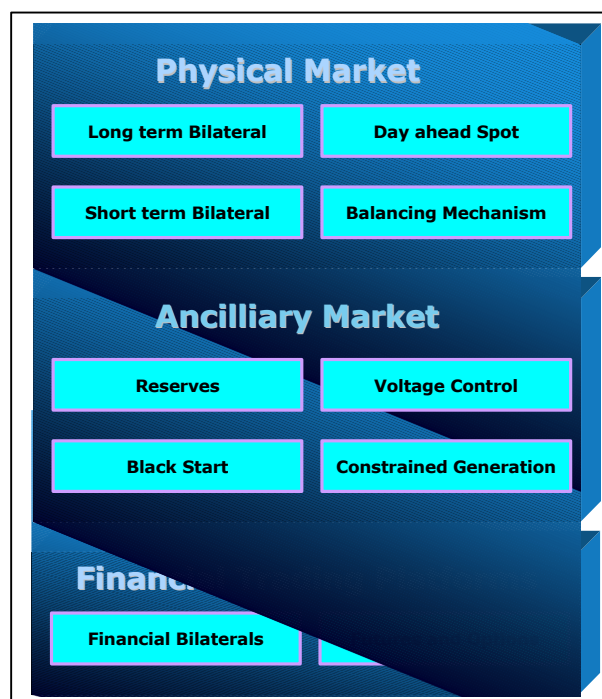 Physical Market
Long term Bilateral
Day ahead Spot
Short term Bilateral
Balancing Mechanism
Ancilliary Market
Reserves
Voltage Control
Black Start
Constrained Generation
Financial Bilaterals